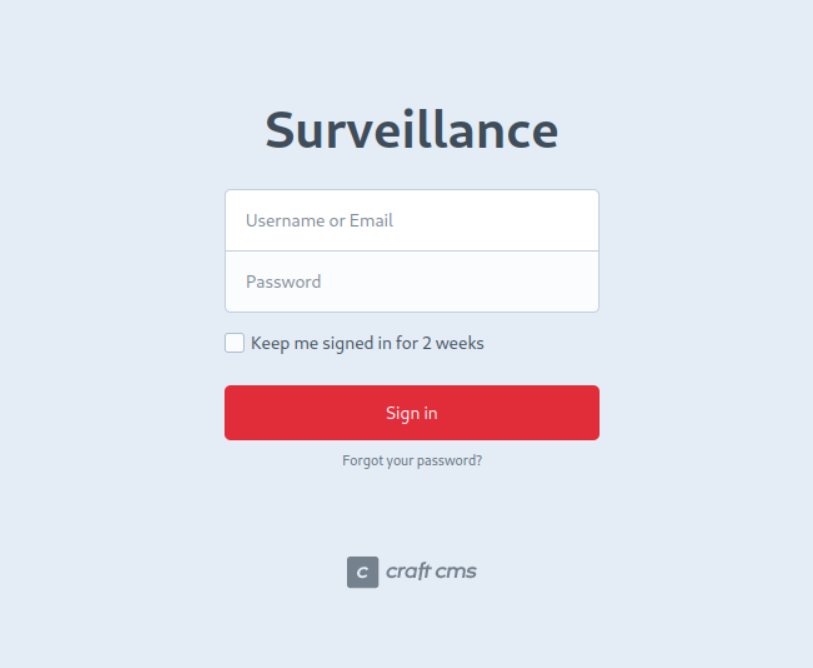 Surveillance
Username or Email
Password
Keep me signed in for 2 weeks
Sign in
Forgot your password?
c craft cms